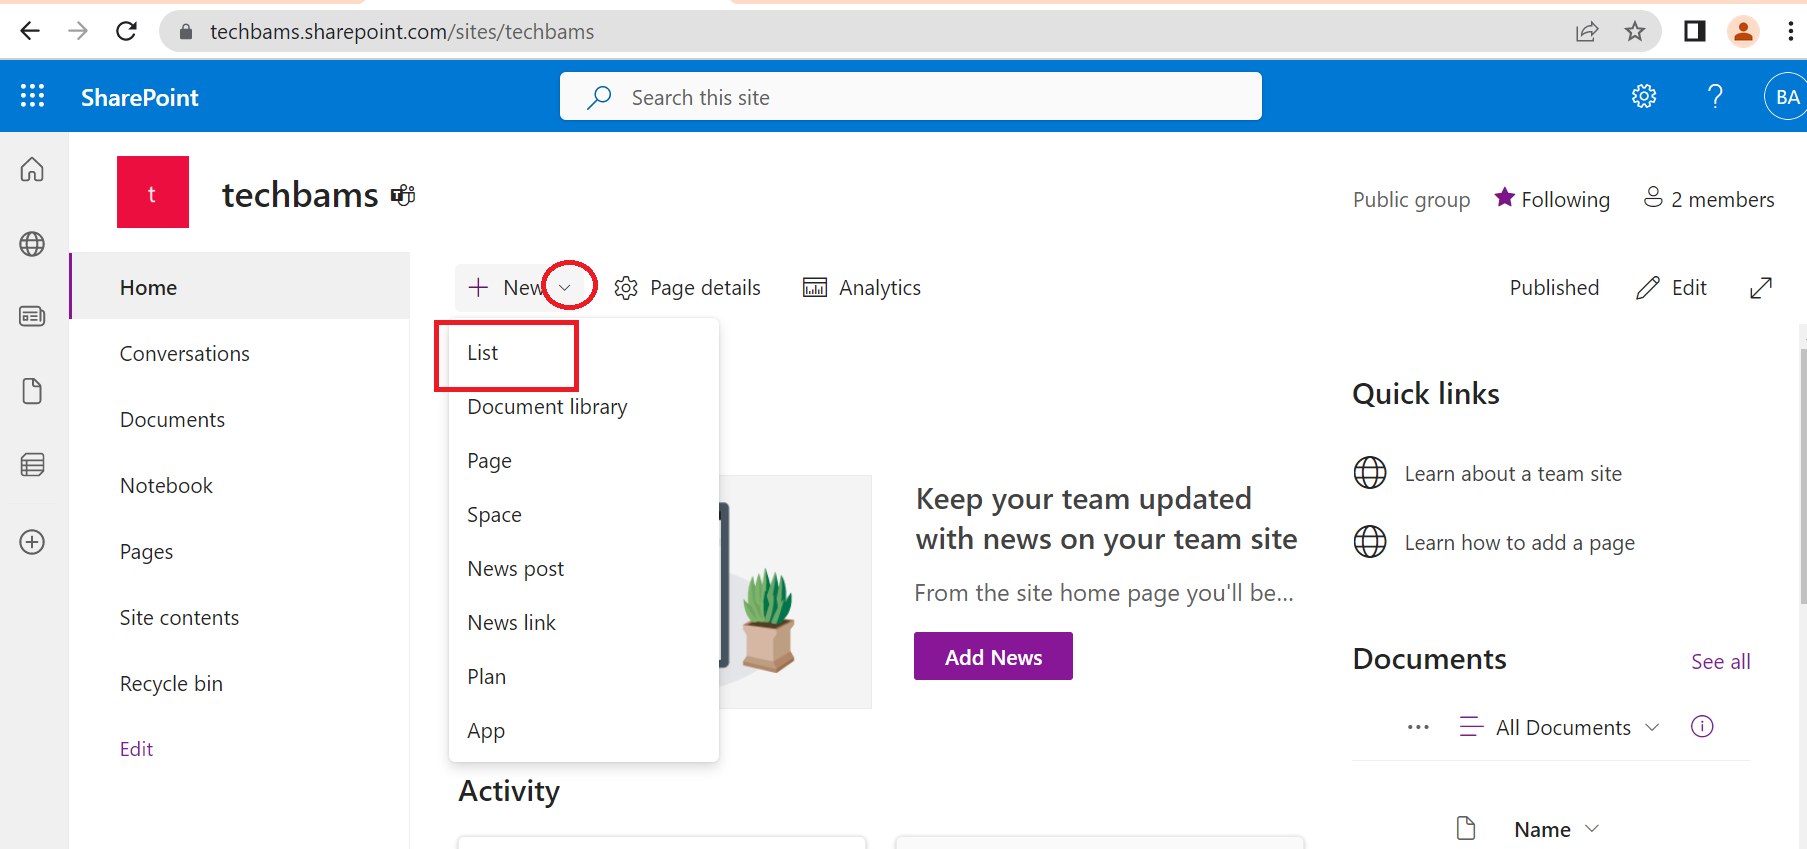 techbams.sharepoint.com/sites/techbams
SharePoint
Search this site
BA
t
techbams
Public group
Following
2 members
Home
Conversations
Documents
Notebook
Pages
Site contents
Recycle bin
Edit
New
Page details
Analytics
Published
Edit
List
Document library
Page
Space
News post
News link
Plan
App
Keep your team updated
with news on your team site
From the site home page you'll be...
Add News
Activity
Quick links
Learn about a team site
Learn how to add a page
Documents
See all
All Documents
Name